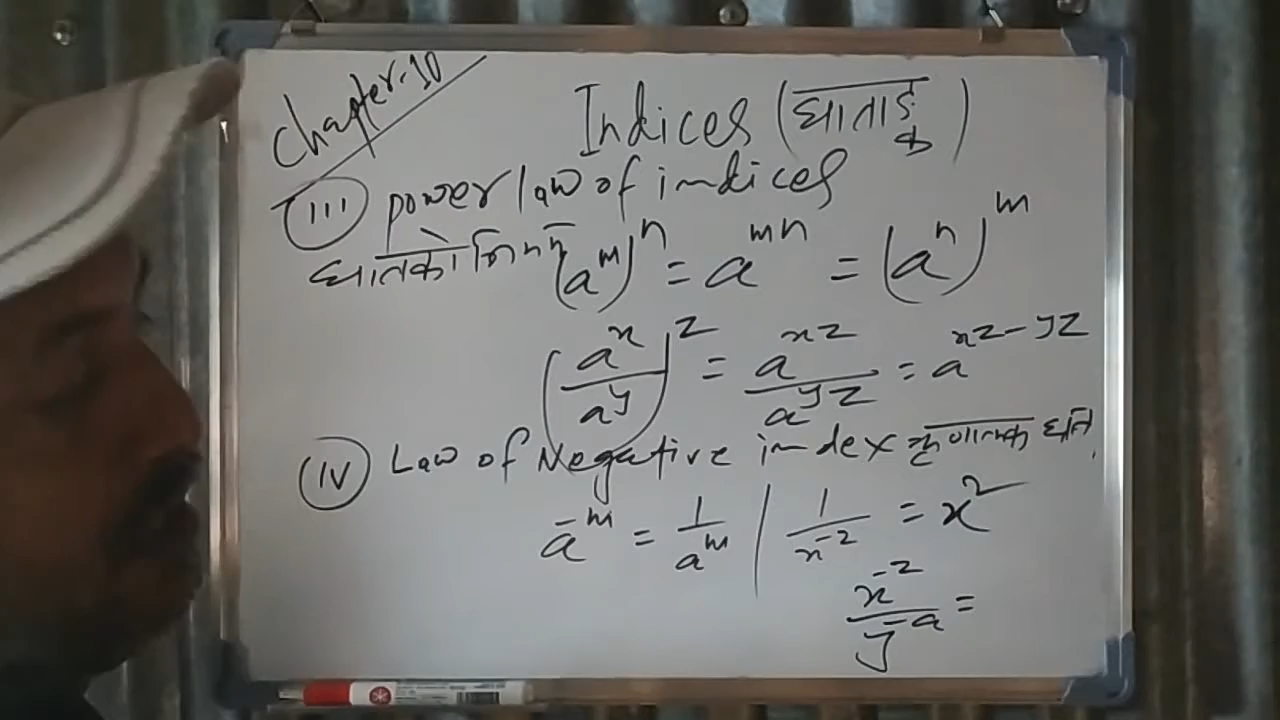 Chapter-10
Indices (घाताङ्क)
(III) power law of indices
घातको नियम (a^m)^n = a^mn = (a^n)^m
(a^x/a^y)^z = a^xz/a^yz = a^xz-yz
(IV) Law of Negative index ऋणात्मक घात
a^-m = 1/a^m | 1/x^-2 = x^2
x^-2/y^-a =